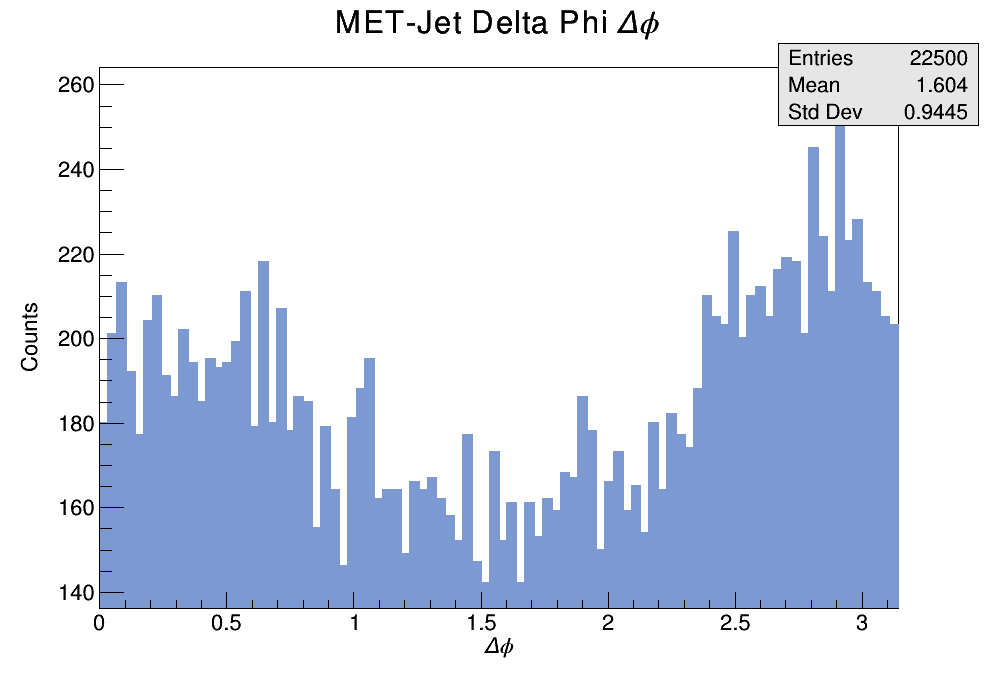 MET-Jet Delta Phi Δϕ
Entries 22500
Mean 1.604
Std Dev 0.9445
260
240
220
200
180
160
140
Counts
0 0.5 1 1.5 2 2.5 3
Δϕ